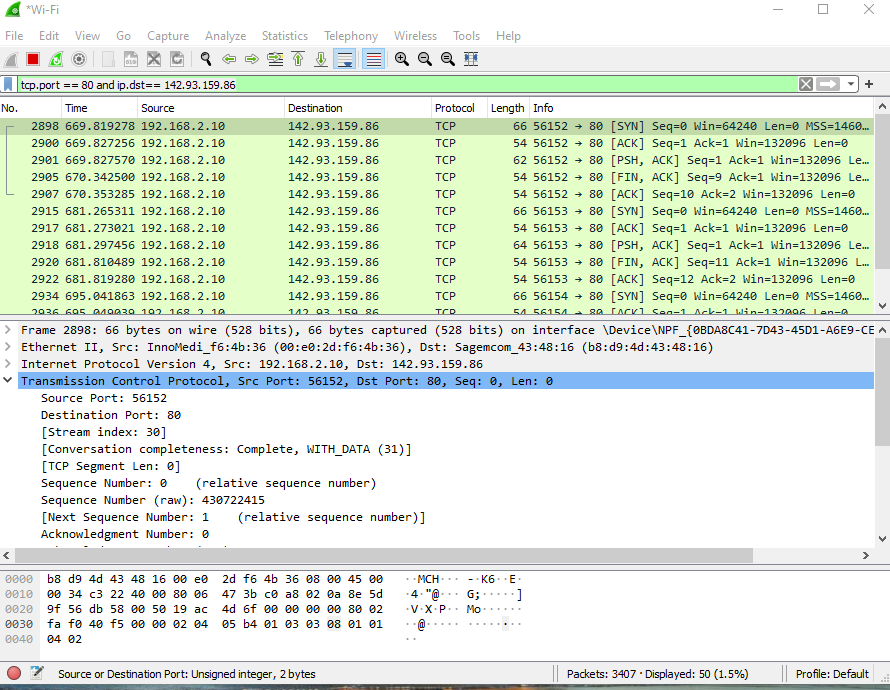 *Wi-Fi
File Edit View Go Capture Analyze Statistics Telephony Wireless Tools Help
tcp.port == 80 and ip.dst== 142.93.159.86
No. Time Source Destination Protocol Length Info
2898 669.819278 192.168.2.10 142.93.159.86 TCP 66 56152 → 80 [SYN] Seq=0 Win=64240 Len=0 MSS=1460…
2900 669.827256 192.168.2.10 142.93.159.86 TCP 54 56152 → 80 [ACK] Seq=1 Ack=1 Win=132096 Len=0
2901 669.827570 192.168.2.10 142.93.159.86 TCP 62 56152 → 80 [PSH, ACK] Seq=1 Ack=1 Win=132096 Le…
2905 670.342500 192.168.2.10 142.93.159.86 TCP 54 56152 → 80 [FIN, ACK] Seq=9 Ack=1 Win=132096 Le…
2907 670.353285 192.168.2.10 142.93.159.86 TCP 54 56152 → 80 [ACK] Seq=10 Ack=2 Win=132096 Len=0
2915 681.265311 192.168.2.10 142.93.159.86 TCP 66 56153 → 80 [SYN] Seq=0 Win=64240 Len=0 MSS=1460…
2917 681.273021 192.168.2.10 142.93.159.86 TCP 54 56153 → 80 [ACK] Seq=1 Ack=1 Win=132096 Len=0
2918 681.297456 192.168.2.10 142.93.159.86 TCP 64 56153 → 80 [PSH, ACK] Seq=1 Ack=1 Win=132096 Le…
2920 681.810489 192.168.2.10 142.93.159.86 TCP 54 56153 → 80 [FIN, ACK] Seq=11 Ack=1 Win=132096 L…
2922 681.819280 192.168.2.10 142.93.159.86 TCP 54 56153 → 80 [ACK] Seq=12 Ack=2 Win=132096 Len=0
2934 695.041863 192.168.2.10 142.93.159.86 TCP 66 56154 → 80 [SYN] Seq=0 Win=64240 Len=0 MSS=1460…
2936 695.049039 192.168.2.10 142.93.159.86 TCP 54 56154 → 80 [ACK] Seq=1 Ack=1 Win=132096 Len=0
Frame 2898: 66 bytes on wire (528 bits), 66 bytes captured (528 bits) on interface \Device\NPF_{0BDA8C41-7D43-45D1-A6E9-CE
Ethernet II, Src: InnoMedi_f6:4b:36 (00:e0:2d:f6:4b:36), Dst: Sagemcom_43:48:16 (b8:d9:4d:43:48:16)
Internet Protocol Version 4, Src: 192.168.2.10, Dst: 142.93.159.86
Transmission Control Protocol, Src Port: 56152, Dst Port: 80, Seq: 0, Len: 0
Source Port: 56152
Destination Port: 80
[Stream index: 30]
[Conversation completeness: Complete, WITH_DATA (31)]
[TCP Segment Len: 0]
Sequence Number: 0 (relative sequence number)
Sequence Number (raw): 430722415
[Next Sequence Number: 1 (relative sequence number)]
Acknowledgment Number: 0
0000 b8 d9 4d 43 48 16 00 e0 2d f6 4b 36 08 00 45 00 ··MCH··· -·K6··E·
0010 00 34 c3 22 40 00 80 06 47 3b c0 a8 02 0a 8e 5d ·4·"@··· G;·····]
0020 9f 56 db 58 00 50 19 ac 4d 6f 00 00 00 00 80 02 ·V·X·P·· Mo······
0030 fa f0 40 f5 00 00 02 04 05 b4 01 03 03 08 01 01 ··@····· ········
0040 04 02 ··
Source or Destination Port: Unsigned integer, 2 bytes
Packets: 3407 · Displayed: 50 (1.5%)
Profile: Default